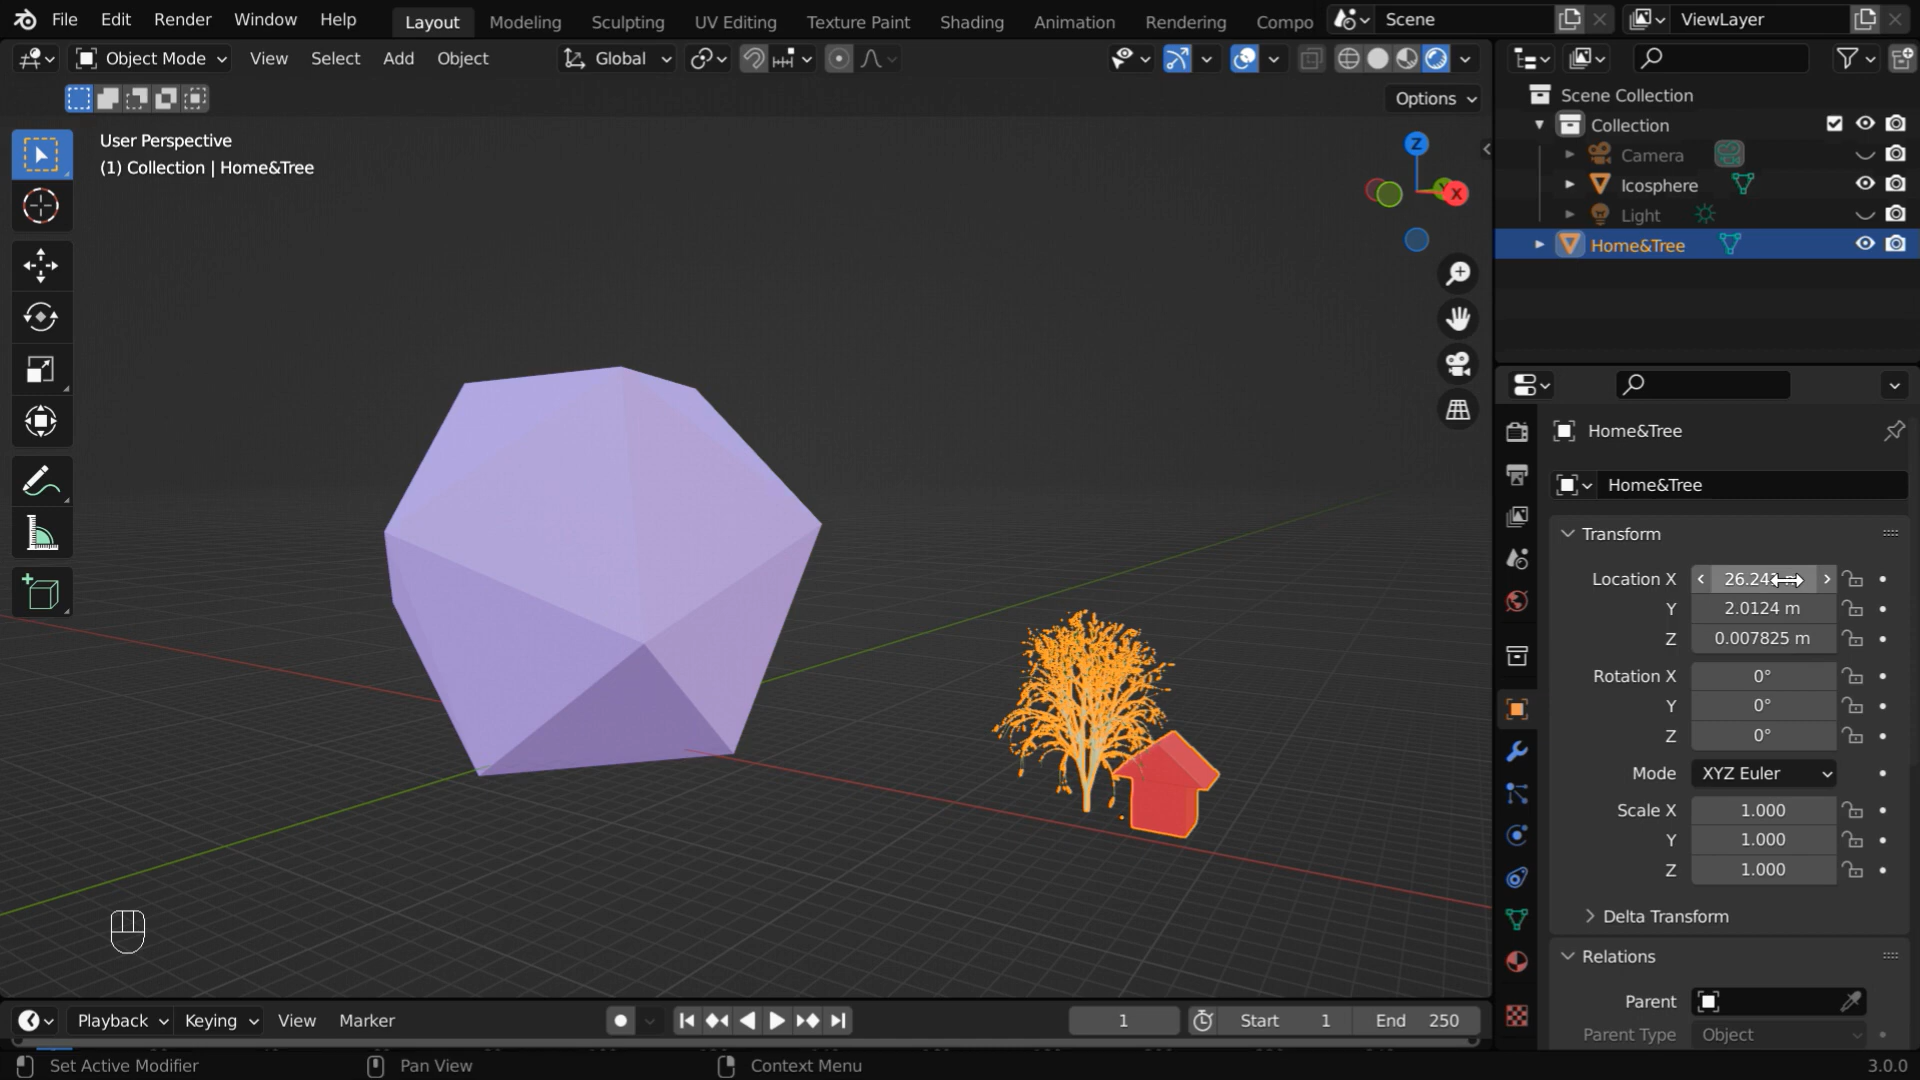 File Edit Render Window Help Layout Modeling Sculpting UV Editing Texture Paint Shading Animation Rendering Compo Scene ViewLayer
Object Mode View Select Add Object Global
Options
User Perspective
(1) Collection | Home&Tree
Z
X
Scene Collection
Collection
Camera
Icosphere
Light
Home&Tree
Home&Tree
Home&Tree
Transform
Location X 26.24
Y 2.0124 m
Z 0.007825 m
Rotation X 0°
Y 0°
Z 0°
Mode XYZ Euler
Scale X 1.000
Y 1.000
Z 1.000
Delta Transform
Relations
Parent
Parent Type Object
Playback Keying View Marker 1 Start 1 End 250
Set Active Modifier Pan View Context Menu 3.0.0